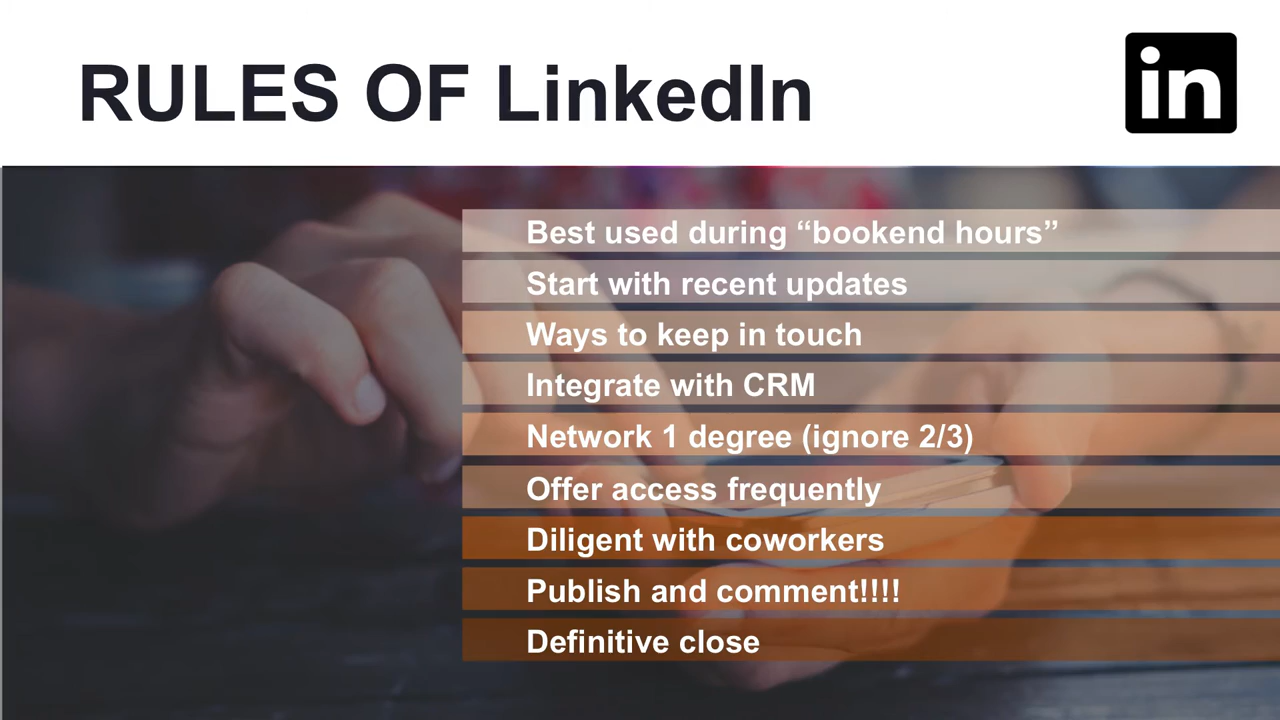 RULES OF LinkedIn
in
Best used during “bookend hours”
Start with recent updates
Ways to keep in touch
Integrate with CRM
Network 1 degree (ignore 2/3)
Offer access frequently
Diligent with coworkers
Publish and comment!!!!
Definitive close